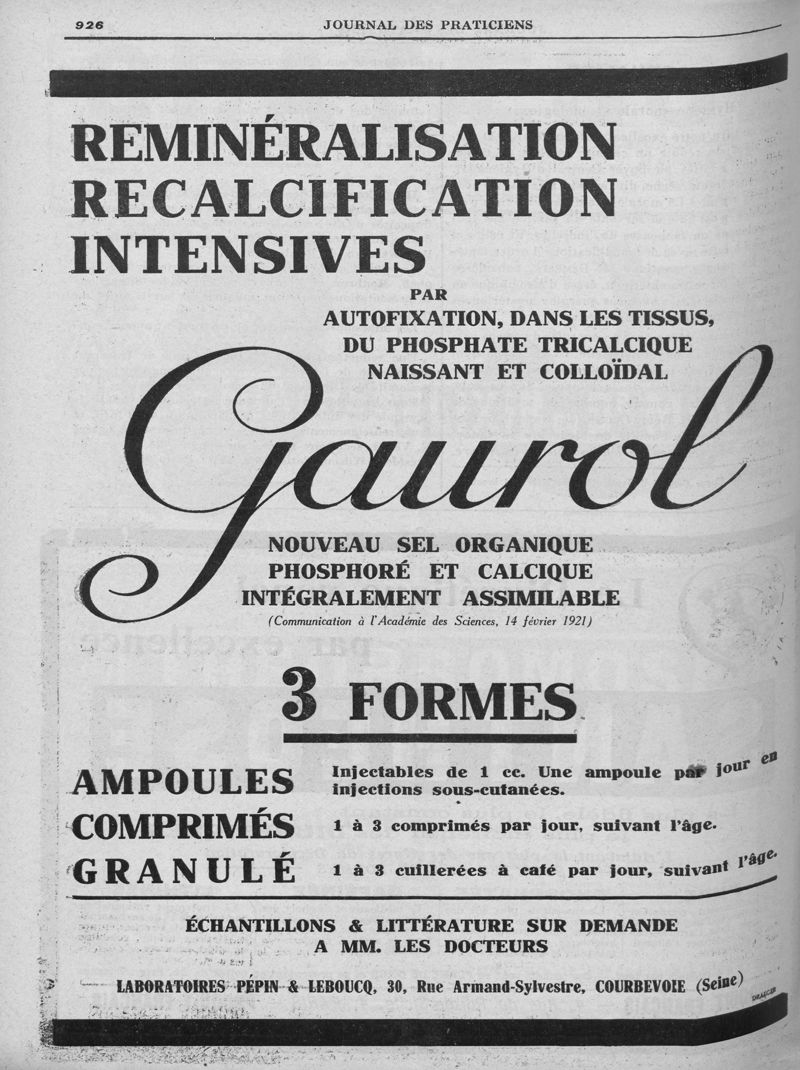 926
JOURNAL DES PRATICIENS
REMINÉRALISATION
RECALCIFICATION
INTENSIVES
PAR
AUTOFIXATION, DANS LES TISSUS,
DU PHOSPHATE TRICALCIQUE
NAISSANT ET COLLOÏDAL
Gaurol
NOUVEAU SEL ORGANIQUE
PHOSPHORÉ ET CALCIQUE
INTÉGRALEMENT ASSIMILABLE
(Communication à l'Académie des Sciences, 14 février 1921)
3 FORMES
AMPOULES Injectables de 1 cc. Une ampoule par jour en
injections sous-cutanées.
COMPRIMÉS 1 à 3 comprimés par jour, suivant l'âge.
GRANULÉ 1 à 3 cuillerées à café par jour, suivant l'âge.
ÉCHANTILLONS & LITTÉRATURE SUR DEMANDE
A MM. LES DOCTEURS
LABORATOIRES PÉPIN & LEBOUCQ, 30, Rue Armand-Sylvestre, COURBEVOIE (Seine)
DRAEGER